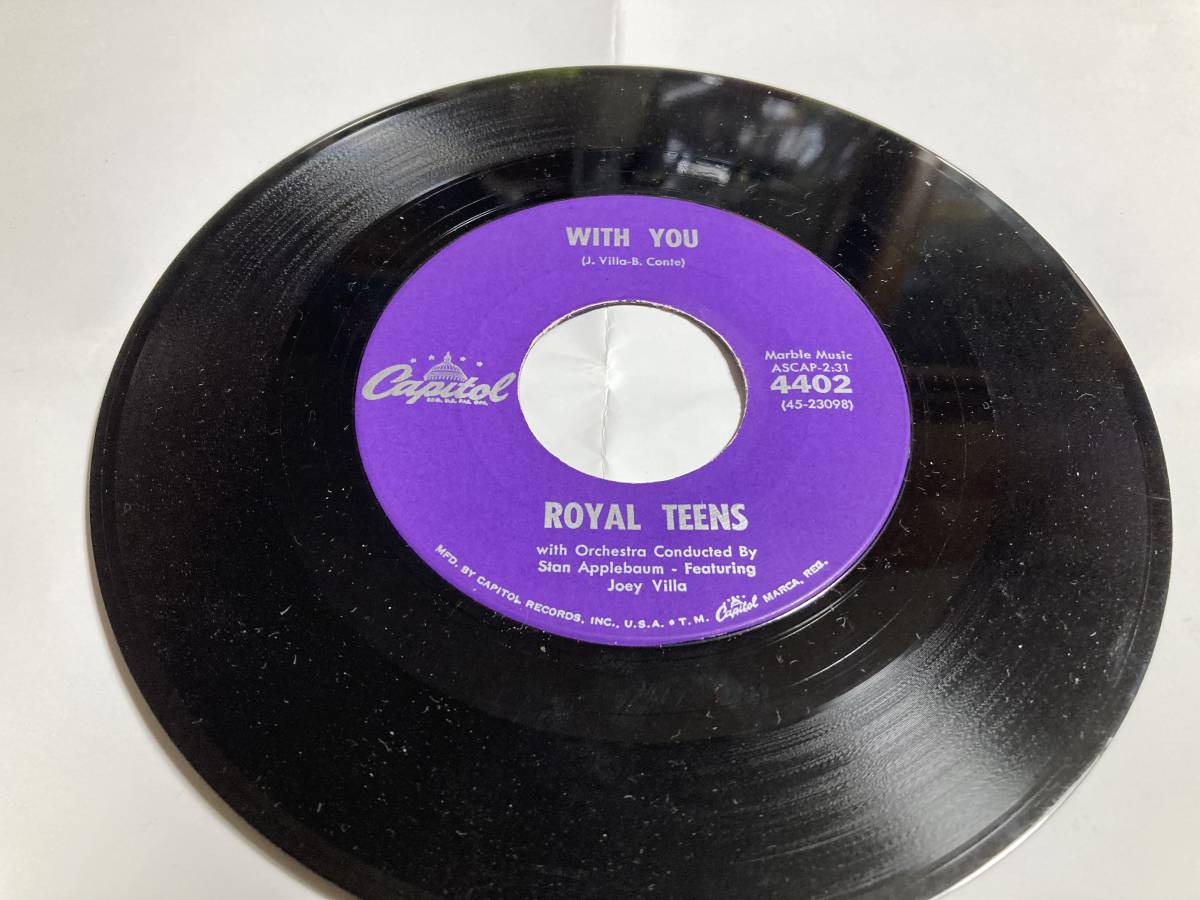 WITH YOU
(J. Villa-B. Conte)
Capitol
Marble Music
ASCAP-2:31
4402
(45-23098)
ROYAL TEENS
with Orchestra Conducted By
Stan Applebaum - Featuring
Joey Villa
MFD. BY CAPITOL RECORDS, INC., U.S.A. • T.M. Capitol MARCA. REG.